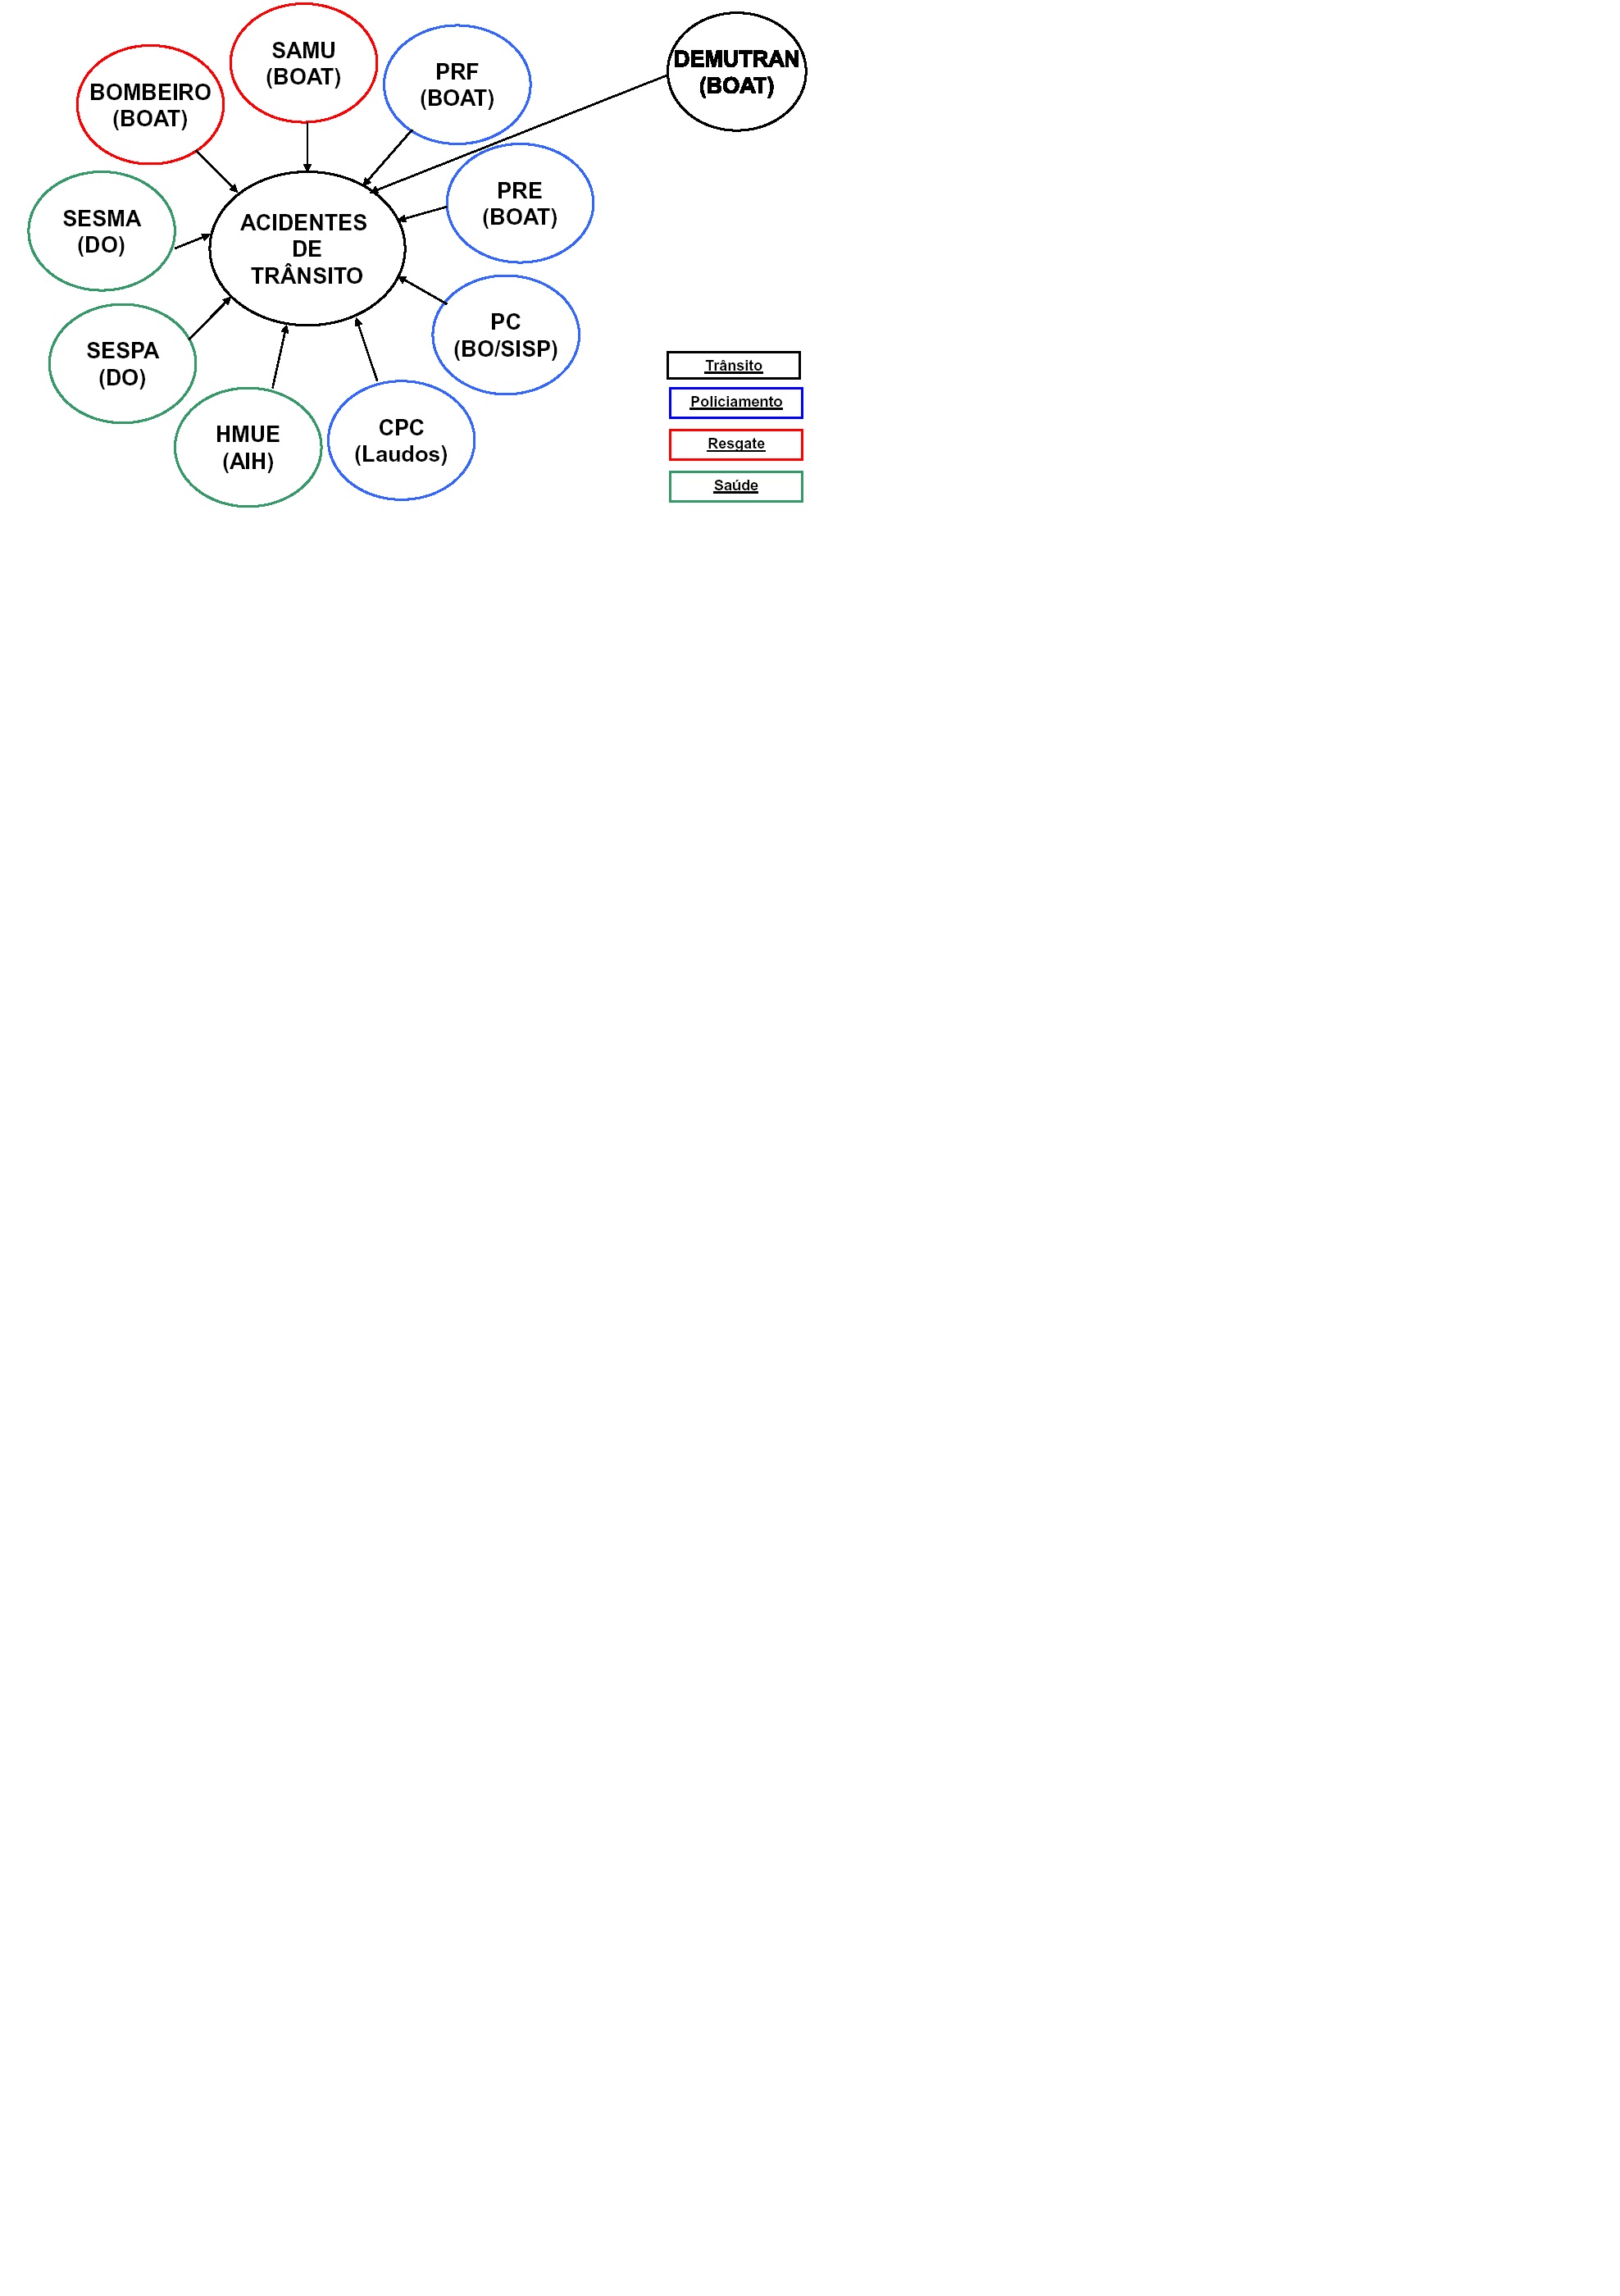 SAMU
(BOAT)
PRF
(BOAT)
DEMUTRAN
(BOAT)
BOMBEIRO
(BOAT)
PRE
(BOAT)
SESMA
(DO)
ACIDENTES
DE
TRÂNSITO
PC
(BO/SISP)
SESPA
(DO)
HMUE
(AIH)
CPC
(Laudos)
Trânsito
Policiamento
Resgate
Saúde